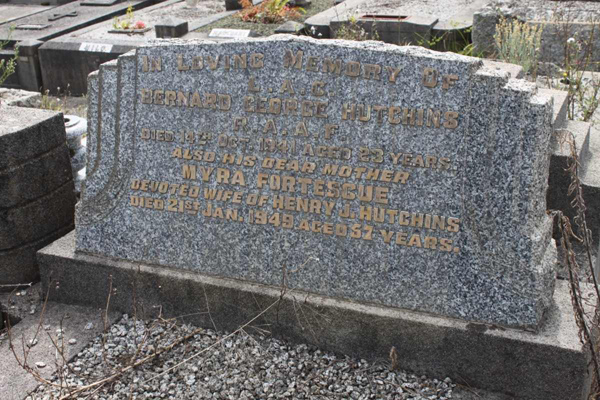 IN LOVING MEMORY OF
L.A.C.
BERNARD GEORGE HUTCHINS
R.A.A.F.
DIED 14TH OCT. 1941 AGED 23 YEARS.
ALSO HIS DEAR MOTHER
MYRA FORTESCUE
DEVOTED WIFE OF HENRY J. HUTCHINS
DIED 21ST JAN. 1949 AGED 57 YEARS.